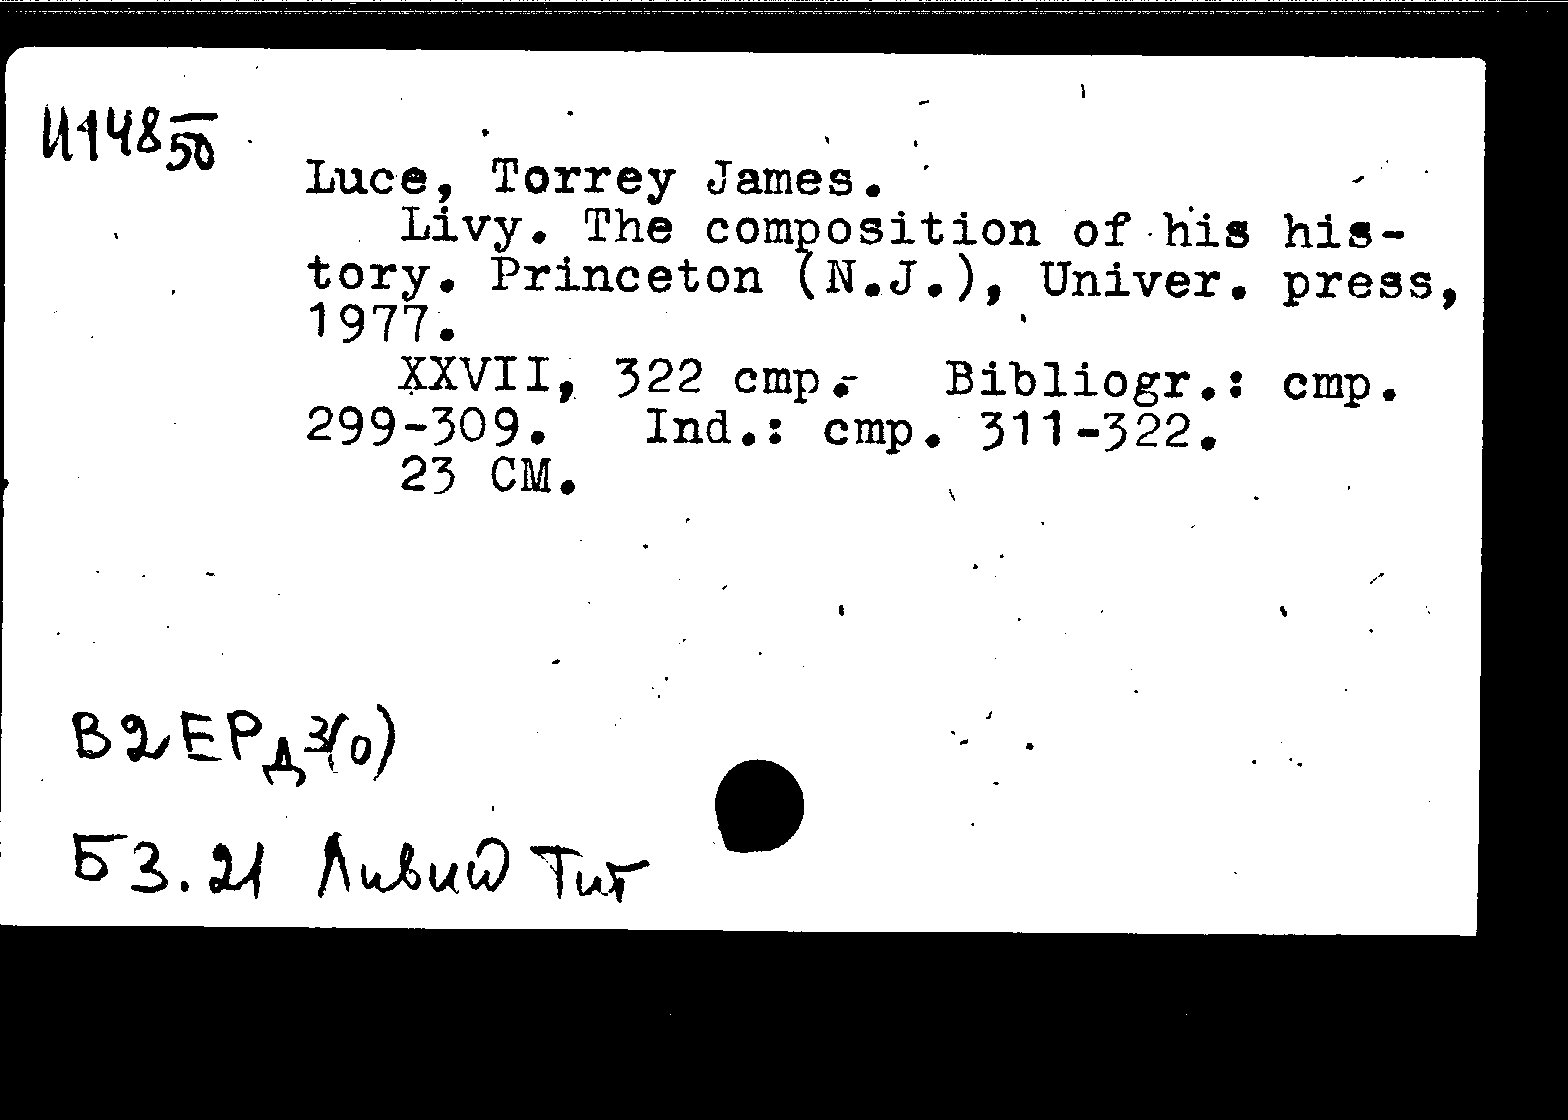 И148 50
Luce, Torrey James.
Livy. The composition of his his-
tory. Princeton (N.J.), Univer. press,
1977.
XXVII, 322 cmp.- Bibliogr.: cmp.
299-309. Ind.: cmp. 311-322.
23 CM.
В2ЕРд3(0)
Б3.21 Ливий Тит